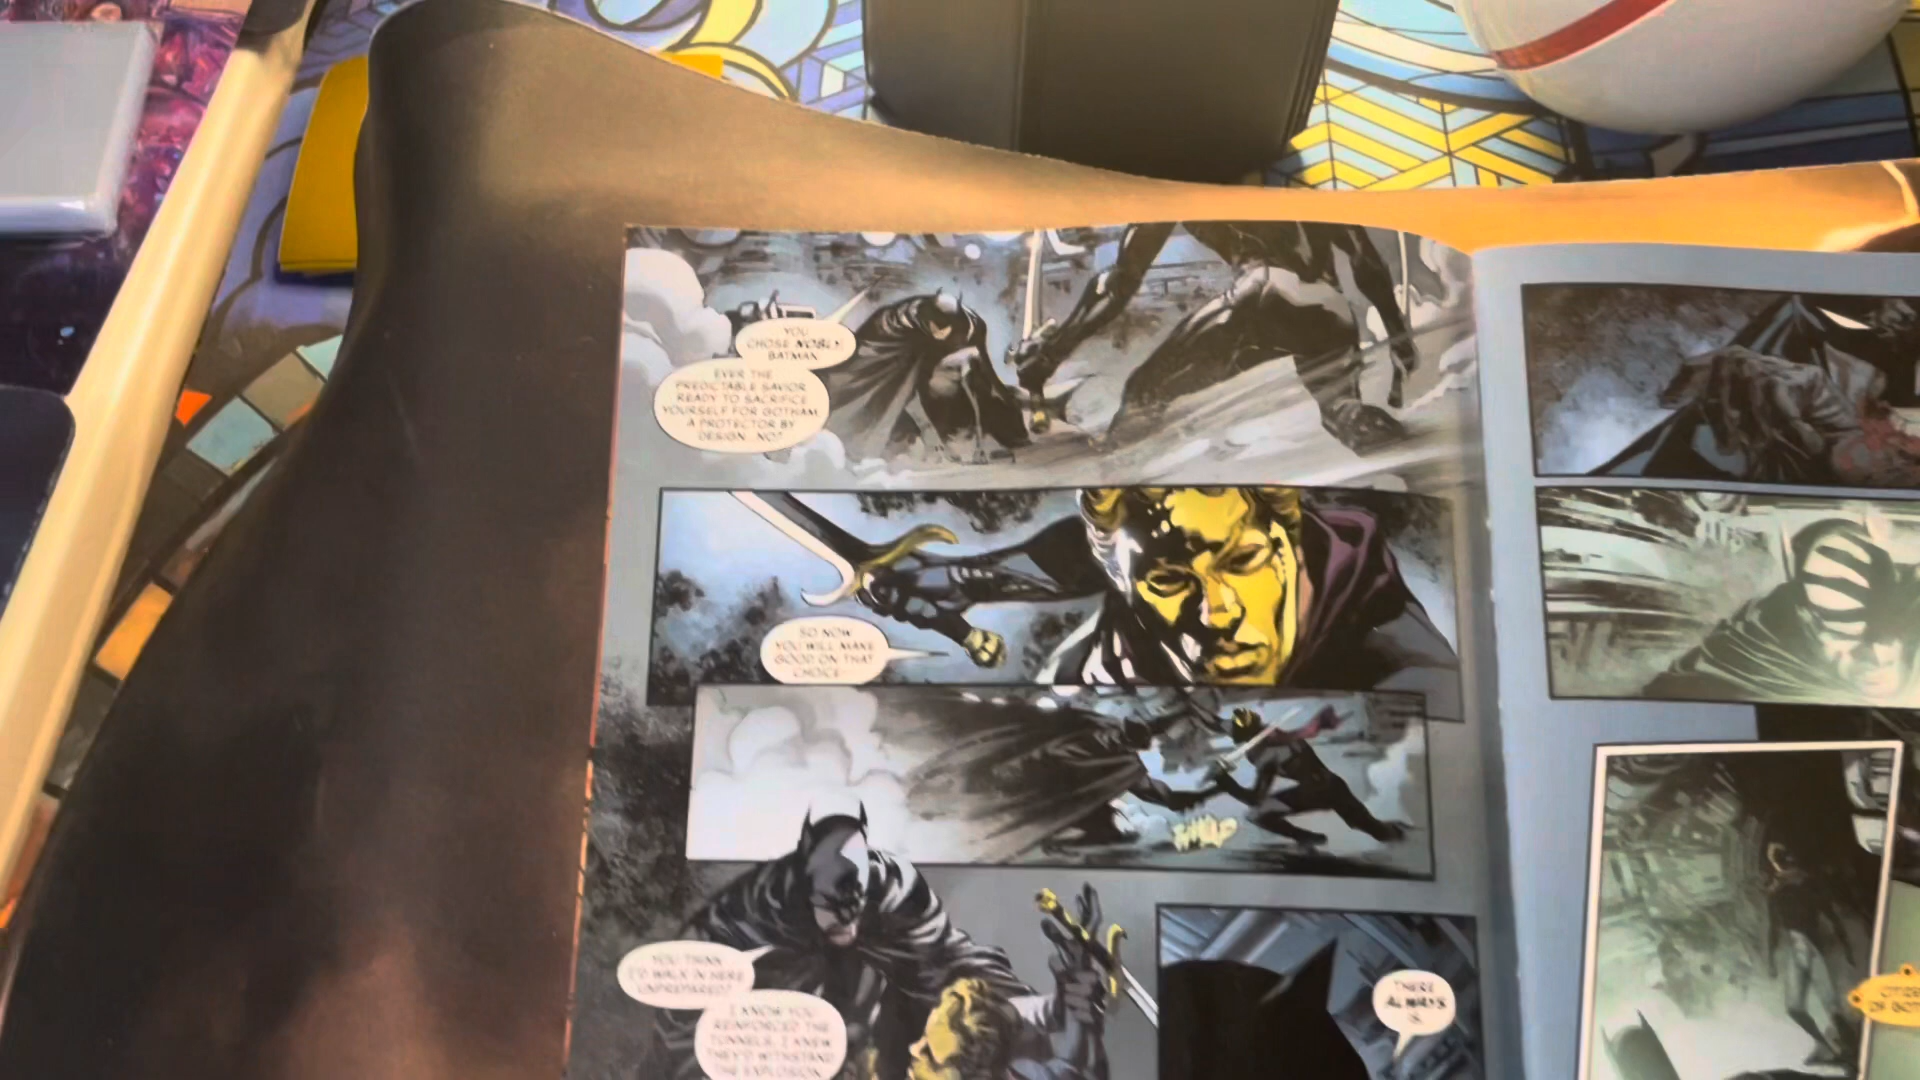 YOU
CHOSE NOBLY,
BATMAN.
EVER THE
PREDICTABLE SAVIOR
READY TO SACRIFICE
YOURSELF FOR GOTHAM.
A PROTECTOR BY
DESIGN...NO?
SO NOW
YOU WILL MAKE
GOOD ON THAT
CHOICE
YOU THINK
I'D WALK IN HERE
UNPREPARED?
I KNOW YOU
REINFORCED THE
TUNNELS. I KNEW
THEY'D WITHSTAND
THE EXPLOSION
THERE
ALWAYS
IS.